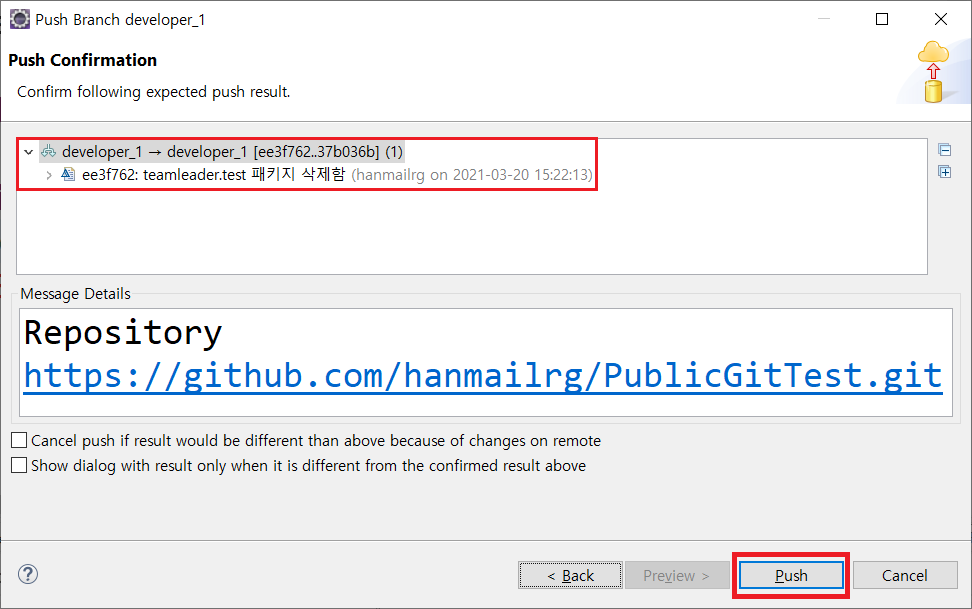 Push Branch developer_1
Push Confirmation
Confirm following expected push result.
developer_1 → developer_1 [ee3f762..37b036b] (1)
ee3f762: teamleader.test 패키지 삭제함 (hanmailrg on 2021-03-20 15:22:13)
Message Details
Repository
https://github.com/hanmailrg/PublicGitTest.git
Cancel push if result would be different than above because of changes on remote
Show dialog with result only when it is different from the confirmed result above
?
< Back
Preview >
Push
Cancel